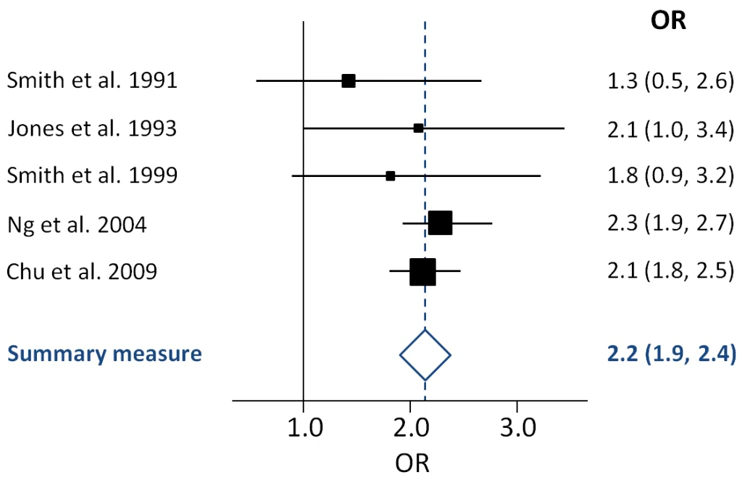 OR
Smith et al. 1991 1.3 (0.5, 2.6)
Jones et al. 1993 2.1 (1.0, 3.4)
Smith et al. 1999 1.8 (0.9, 3.2)
Ng et al. 2004 2.3 (1.9, 2.7)
Chu et al. 2009 2.1 (1.8, 2.5)
Summary measure 2.2 (1.9, 2.4)
1.0 2.0 3.0
OR